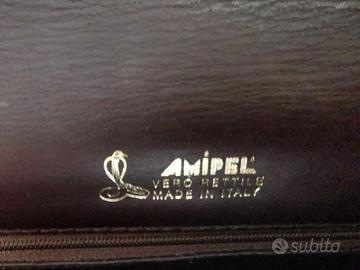 AMIPEL
VERO RETTILE
MADE IN ITALY
subito